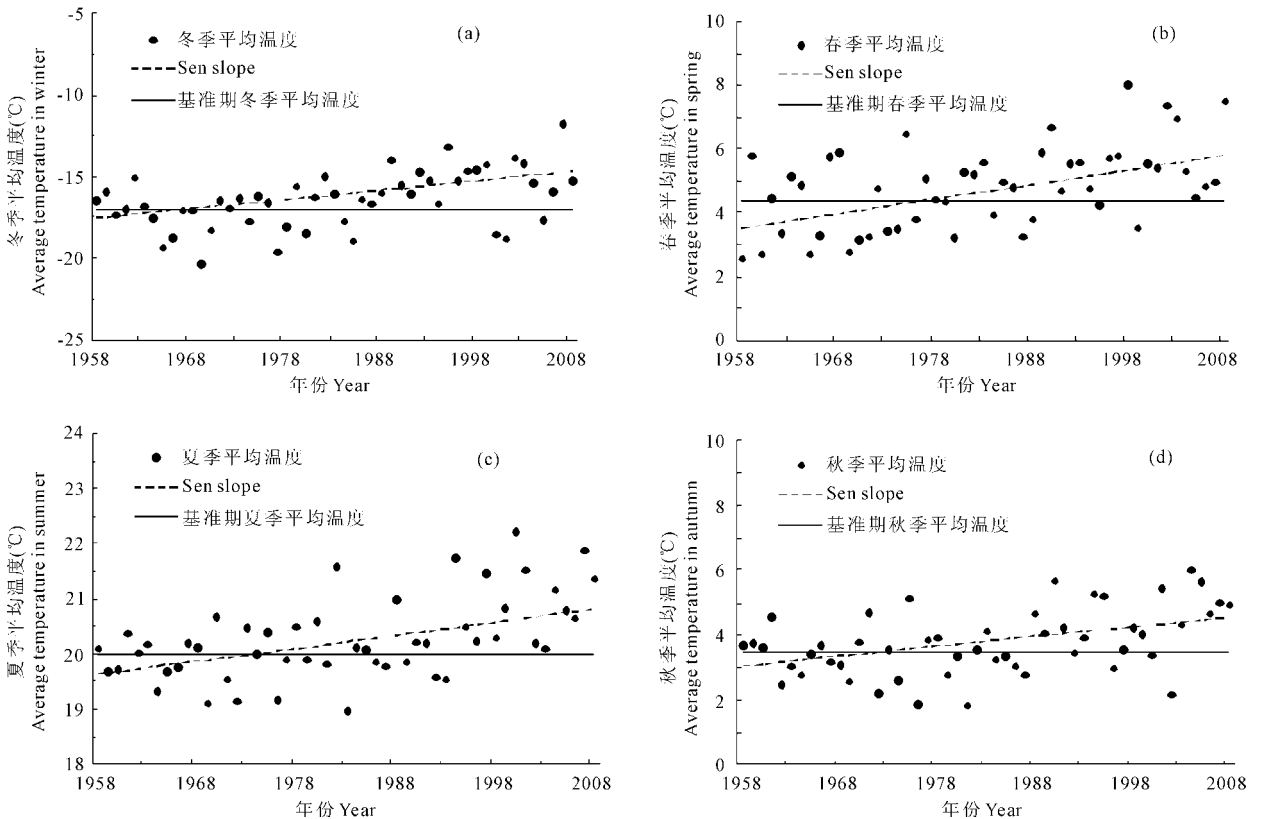 (a)
冬季平均温度
Sen slope
基准期冬季平均温度
冬季平均温度(℃)
Average temperature in winter
-5
-10
-15
-20
-25
1958
1968
1978
1988
1998
2008
年份 Year
(b)
春季平均温度
Sen slope
基准期春季平均温度
春季平均温度(℃)
Average temperature in spring
10
8
6
4
2
0
1958
1968
1978
1988
1998
2008
年份 Year
(c)
夏季平均温度
Sen slope
基准期夏季平均温度
夏季平均温度(℃)
Average temperature in summer
24
23
22
21
20
19
18
1958
1968
1978
1988
1998
2008
年份 Year
(d)
秋季平均温度
Sen slope
基准期秋季平均温度
秋季平均温度(℃)
Average temperature in autumn
10
8
6
4
2
0
1958
1968
1978
1988
1998
2008
年份 Year